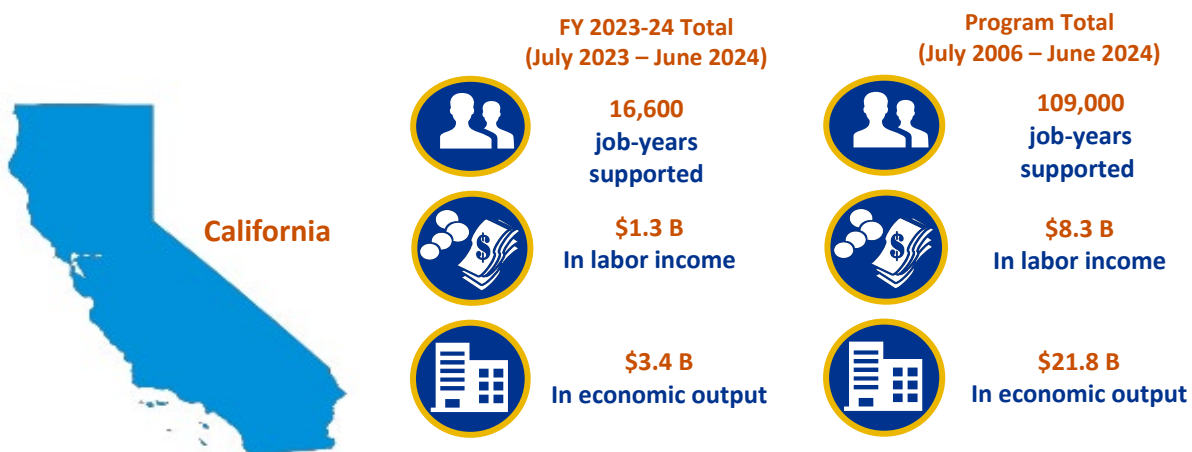 California
FY 2023-24 Total
(July 2023 – June 2024)
16,600
job-years
supported
$
$1.3 B
In labor income
$3.4 B
In economic output
Program Total
(July 2006 – June 2024)
109,000
job-years
supported
$
$8.3 B
In labor income
$21.8 B
In economic output